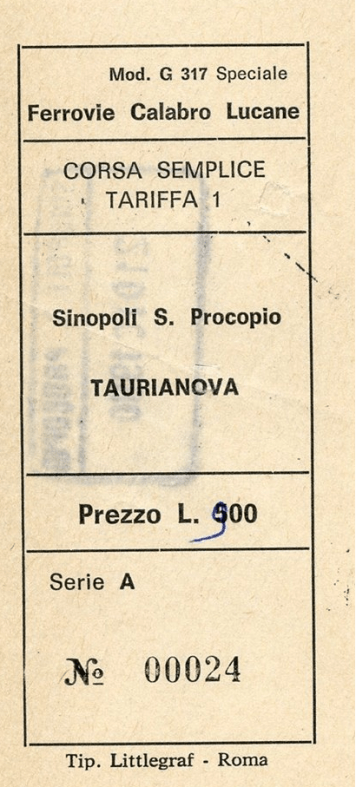 Mod. G 317 Speciale
Ferrovie Calabro Lucane
CORSA SEMPLICE
TARIFFA 1
Sinopoli S. Procopio
TAURIANOVA
Prezzo L. 900
Serie A
№ 00024
Tip. Littlegraf - Roma